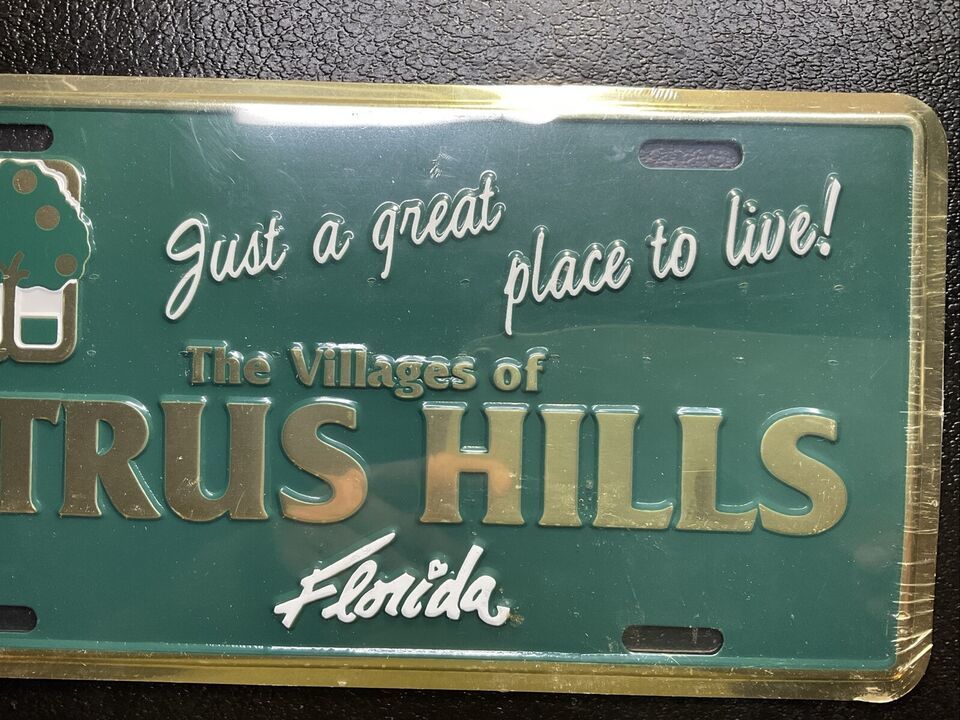 Just a great
place to live!
The Villages of
TRUS HILLS
Florida